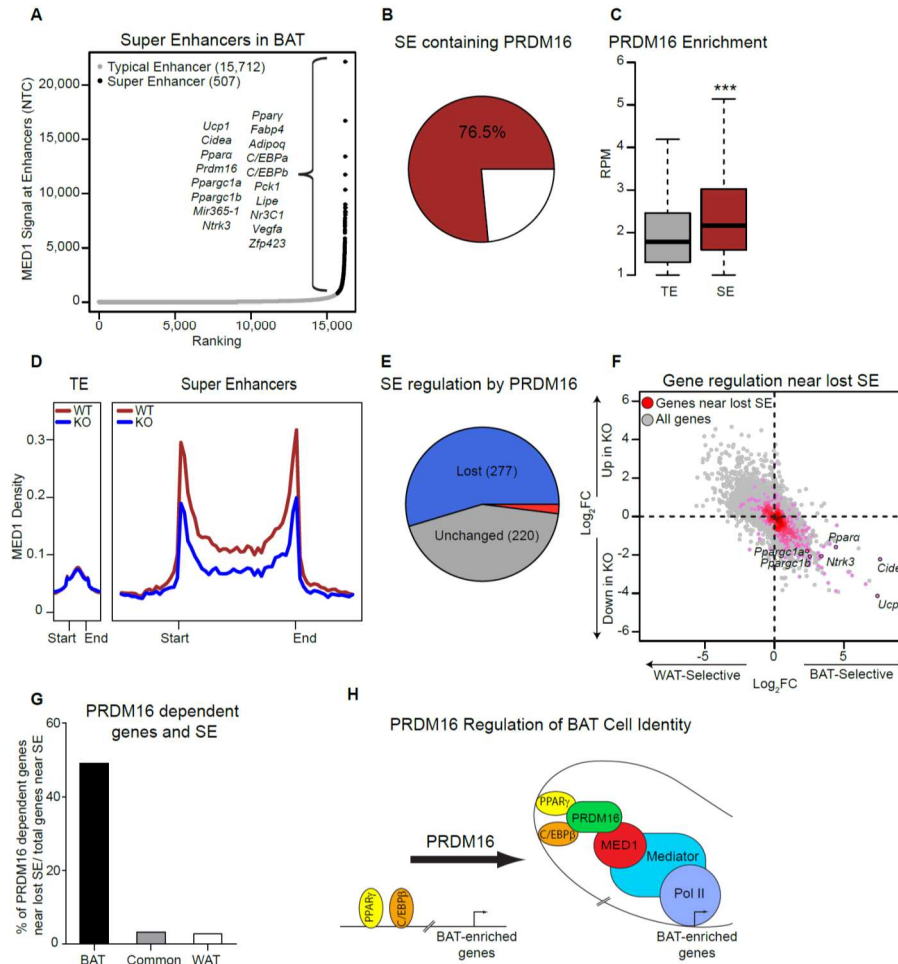 A
Super Enhancers in BAT
MED1 Signal at Enhancers (NTC)
20,000
15,000
10,000
5,000
0
Typical Enhancer (15,712)
Super Enhancer (507)
Ucp1
Cidea
Pparα
Prdm16
Ppargc1a
Ppargc1b
Mir365-1
Ntrk3
Pparγ
Fabp4
Adipoq
C/EBPa
C/EBPb
Pck1
Lipe
Nr3C1
Vegfa
Zfp423
0
5,000
10,000
15,000
Ranking
B
SE containing PRDM16
76.5%
C
PRDM16 Enrichment
RPM
6
5
4
3
2
1
***
TE
SE
D
TE
Super Enhancers
WT
KO
WT
KO
MED1 Density
0.3
0.2
0.1
0
Start
End
Start
End
E
SE regulation by PRDM16
Lost (277)
Unchanged (220)
F
Gene regulation near lost SE
Genes near lost SE
All genes
Up in KO
Log2FC
Down in KO
6
4
2
0
-2
-4
-6
Pparα
Ppargc1a
Ppargc1b
Ntrk3
Cide
Ucp
-5
0
5
WAT-Selective
Log2FC
BAT-Selective
G
PRDM16 dependent
genes and SE
% of PRDM16 dependent genes
near lost SE/ total genes near SE
60
40
20
0
BAT
Common
WAT
H
PRDM16 Regulation of BAT Cell Identity
PPARγ
C/EBPβ
BAT-enriched
genes
PRDM16
PPARγ
C/EBPβ
PRDM16
MED1
Mediator
Pol II
BAT-enriched
genes